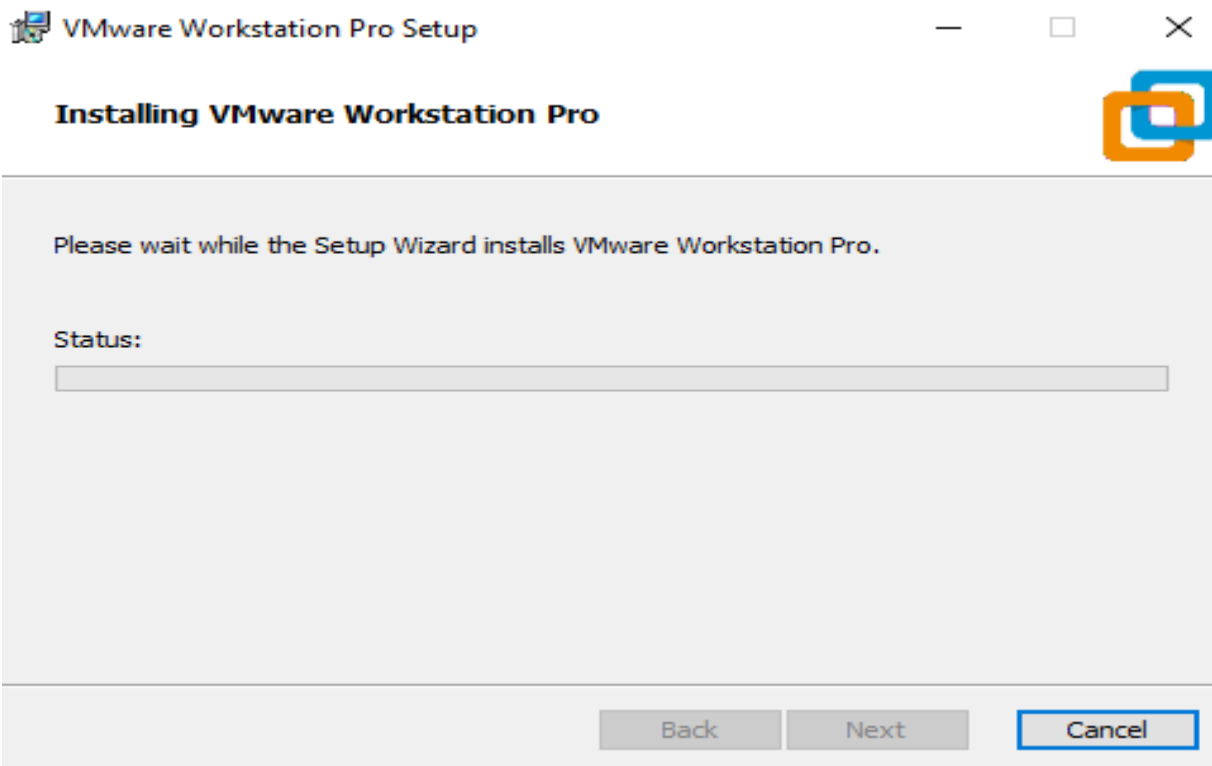 VMware Workstation Pro Setup
Installing VMware Workstation Pro
Please wait while the Setup Wizard installs VMware Workstation Pro.
Status:
Back Next Cancel